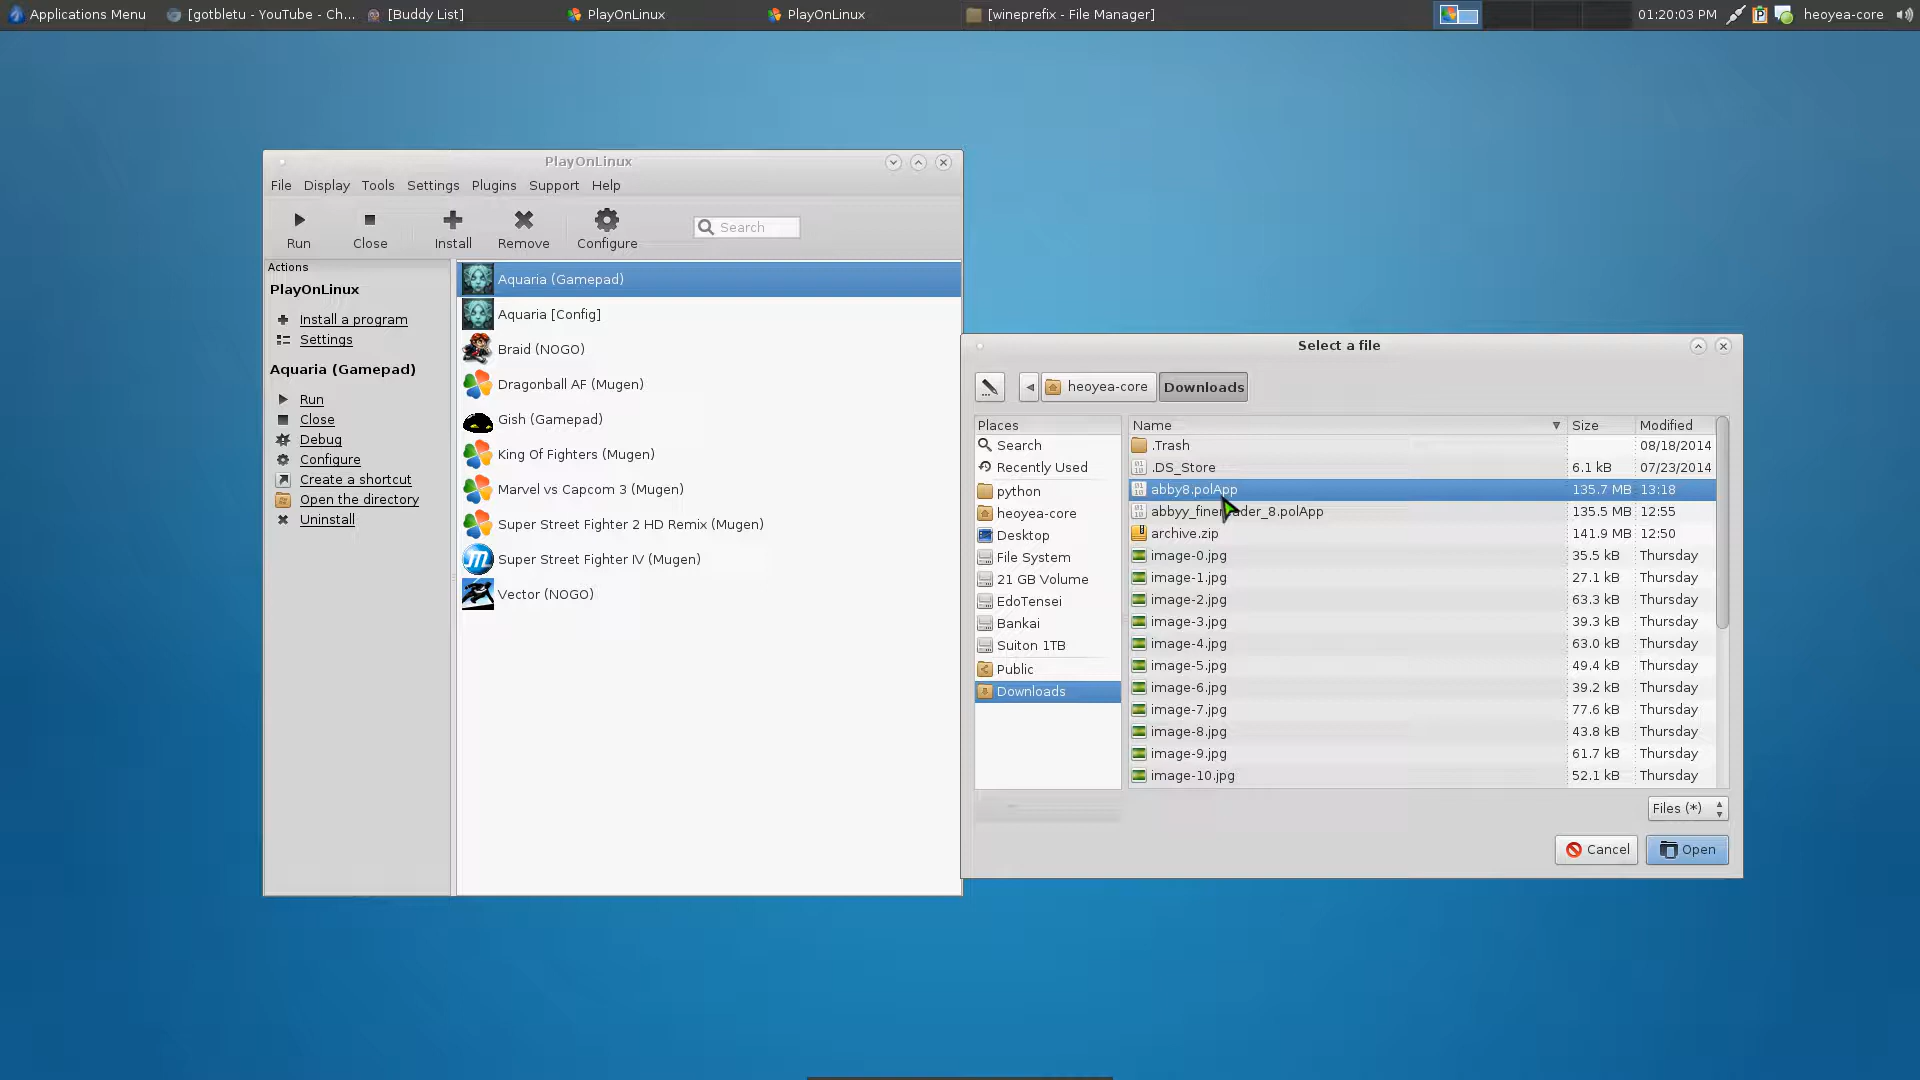 Applications Menu
[gotbletu - YouTube - Ch...
[Buddy List]
PlayOnLinux
PlayOnLinux
[wineprefix - File Manager]
01:20:03 PM
heoyea-core
PlayOnLinux
File Display Tools Settings Plugins Support Help
Run Close Install Remove Configure
Search
Actions
PlayOnLinux
Install a program
Settings
Aquaria (Gamepad)
Run
Close
Debug
Configure
Create a shortcut
Open the directory
Uninstall
Aquaria (Gamepad)
Aquaria [Config]
Braid (NOGO)
Dragonball AF (Mugen)
Gish (Gamepad)
King Of Fighters (Mugen)
Marvel vs Capcom 3 (Mugen)
Super Street Fighter 2 HD Remix (Mugen)
Super Street Fighter IV (Mugen)
Vector (NOGO)
Select a file
heoyea-core Downloads
Places
Search
Recently Used
python
heoyea-core
Desktop
File System
21 GB Volume
EdoTensei
Bankai
Suiton 1TB
Public
Downloads
Name Size Modified
.Trash 08/18/2014
.DS_Store 6.1 kB 07/23/2014
abby8.polApp 135.7 MB 13:18
135.5 MB 12:55
archive.zip 141.9 MB 12:50
image-0.jpg 35.5 kB Thursday
image-1.jpg 27.1 kB Thursday
image-2.jpg 63.3 kB Thursday
image-3.jpg 39.3 kB Thursday
image-4.jpg 63.0 kB Thursday
image-5.jpg 49.4 kB Thursday
image-6.jpg 39.2 kB Thursday
image-7.jpg 77.6 kB Thursday
image-8.jpg 43.8 kB Thursday
image-9.jpg 61.7 kB Thursday
image-10.jpg 52.1 kB Thursday
Files (*)
Cancel Open